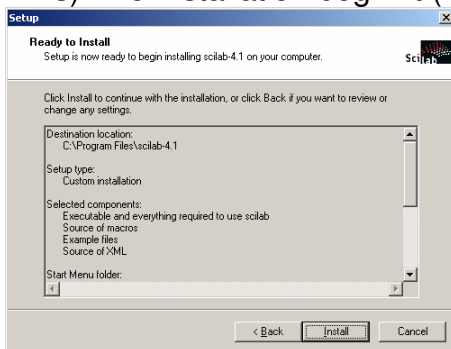 Setup
Ready to Install
Setup is now ready to begin installing scilab-4.1 on your computer.
Scilab
Click Install to continue with the installation, or click Back if you want to review or
change any settings.
Destination location:
C:\Program Files\scilab-4.1
Setup type:
Custom installation
Selected components:
Executable and everything required to use scilab
Source of macros
Example files
Source of XML
Start Menu folder:
< Back
Install
Cancel